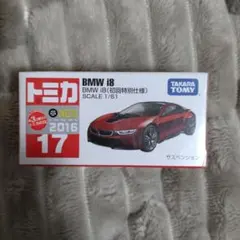 トミカ
BMW i8
BMW i8(初回特別仕様)
SCALE 1/61
TAKARA
TOMY
2016
17
サスペンション